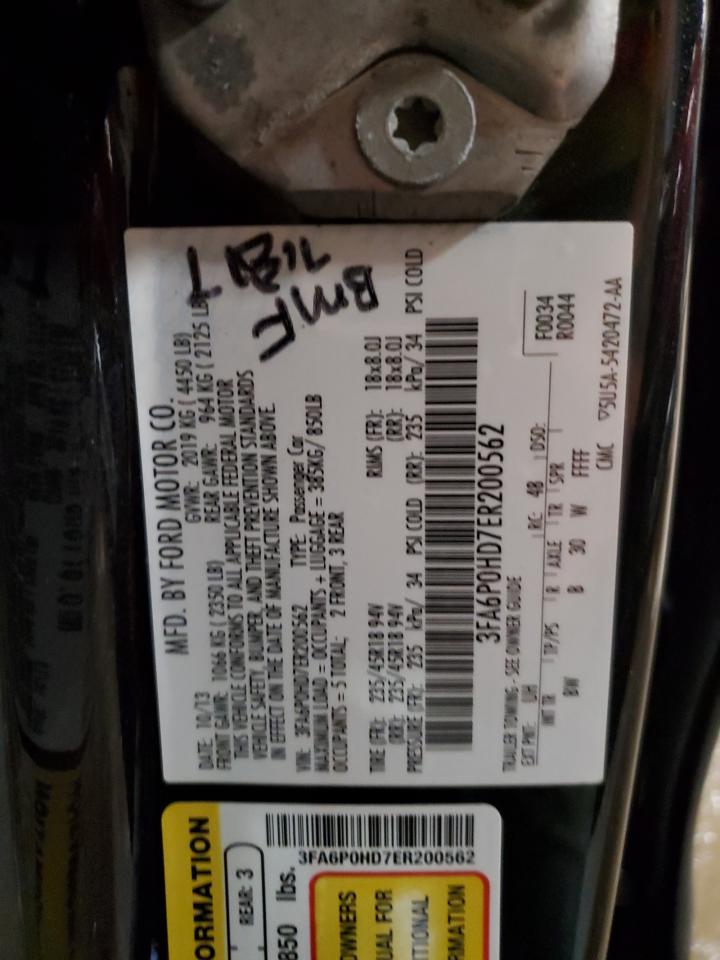 MFD. BY FORD MOTOR CO.
DATE: 10/13 GVWR: 2019 KG ( 4450 LB)
FRONT GAWR: 1066 KG ( 2350 LB) REAR GAWR: 964 KG ( 2125 LB)
THIS VEHICLE CONFORMS TO ALL APPLICABLE FEDERAL MOTOR
VEHICLE SAFETY, BUMPER, AND THEFT PREVENTION STANDARDS
IN EFFECT ON THE DATE OF MANUFACTURE SHOWN ABOVE.
VIN: 3FA6P0HD7ER200562 TYPE: Passenger Car
MAXIMUM LOAD = OCCUPANTS + LUGGAGE = 385KG/ 850LB
OCCUPANTS = 5 TOTAL: 2 FRONT, 3 REAR
TIRE (FR): 235/45R18 94V RIMS (FR): 18x8.0J
(RR): 235/45R18 94V (RR): 18x8.0J
PRESSURE (FR): 235 kPa/ 34 PSI COLD (RR): 235 kPa/ 34 PSI COLD
3FA6P0HD7ER200562
TRAILER TOWING - SEE OWNER GUIDE
EXT PNT: UH RC: 48 DSO:
INT TR TP/PS R AXLE TR SPR
BW B 30 W FFFF
F0034
R0044
CMC 5U5A-5420472-AA
ORMATION
REAR: 3
850 lbs.
3FA6P0HD7ER200562
OWNERS
UAL FOR
ITIONAL
RMATION